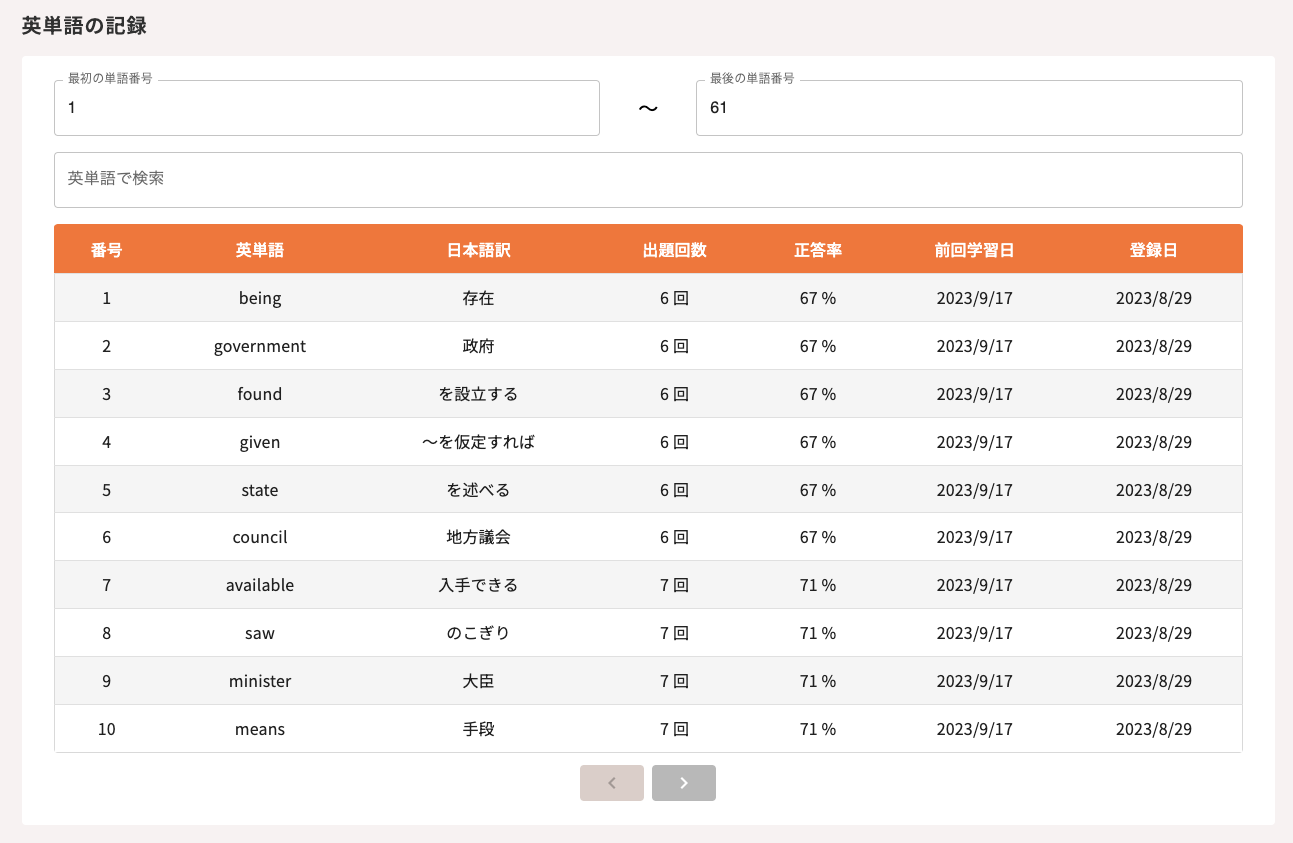 英単語の記録
最初の単語番号 最後の単語番号
1 〜 61
英単語で検索
番号 英単語 日本語訳 出題回数 正答率 前回学習日 登録日
1 being 存在 6 回 67 % 2023/9/17 2023/8/29
2 government 政府 6 回 67 % 2023/9/17 2023/8/29
3 found を設立する 6 回 67 % 2023/9/17 2023/8/29
4 given 〜を仮定すれば 6 回 67 % 2023/9/17 2023/8/29
5 state を述べる 6 回 67 % 2023/9/17 2023/8/29
6 council 地方議会 6 回 67 % 2023/9/17 2023/8/29
7 available 入手できる 7 回 71 % 2023/9/17 2023/8/29
8 saw のこぎり 7 回 71 % 2023/9/17 2023/8/29
9 minister 大臣 7 回 71 % 2023/9/17 2023/8/29
10 means 手段 7 回 71 % 2023/9/17 2023/8/29